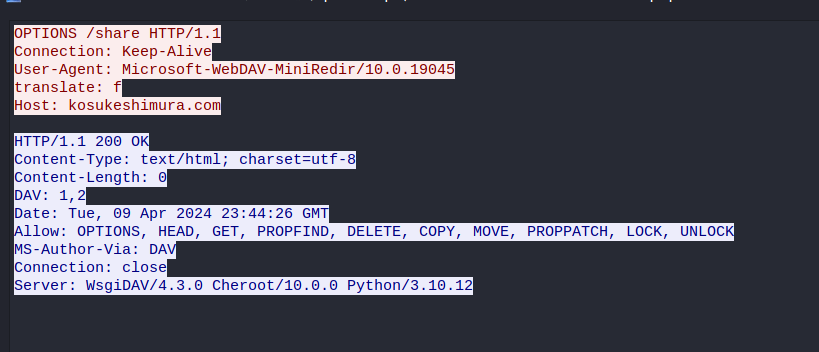 OPTIONS /share HTTP/1.1
Connection: Keep-Alive
User-Agent: Microsoft-WebDAV-MiniRedir/10.0.19045
translate: f
Host: kosukeshimura.com

HTTP/1.1 200 OK
Content-Type: text/html; charset=utf-8
Content-Length: 0
DAV: 1,2
Date: Tue, 09 Apr 2024 23:44:26 GMT
Allow: OPTIONS, HEAD, GET, PROPFIND, DELETE, COPY, MOVE, PROPPATCH, LOCK, UNLOCK
MS-Author-Via: DAV
Connection: close
Server: WsgiDAV/4.3.0 Cheroot/10.0.0 Python/3.10.12